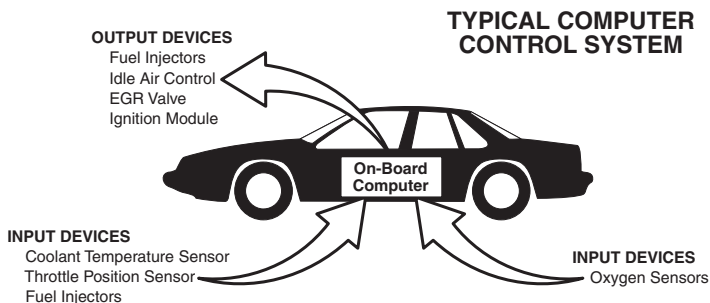 TYPICAL COMPUTER
CONTROL SYSTEM
OUTPUT DEVICES
Fuel Injectors
Idle Air Control
EGR Valve
Ignition Module
On-Board
Computer
INPUT DEVICES
Coolant Temperature Sensor
Throttle Position Sensor
Fuel Injectors
INPUT DEVICES
Oxygen Sensors